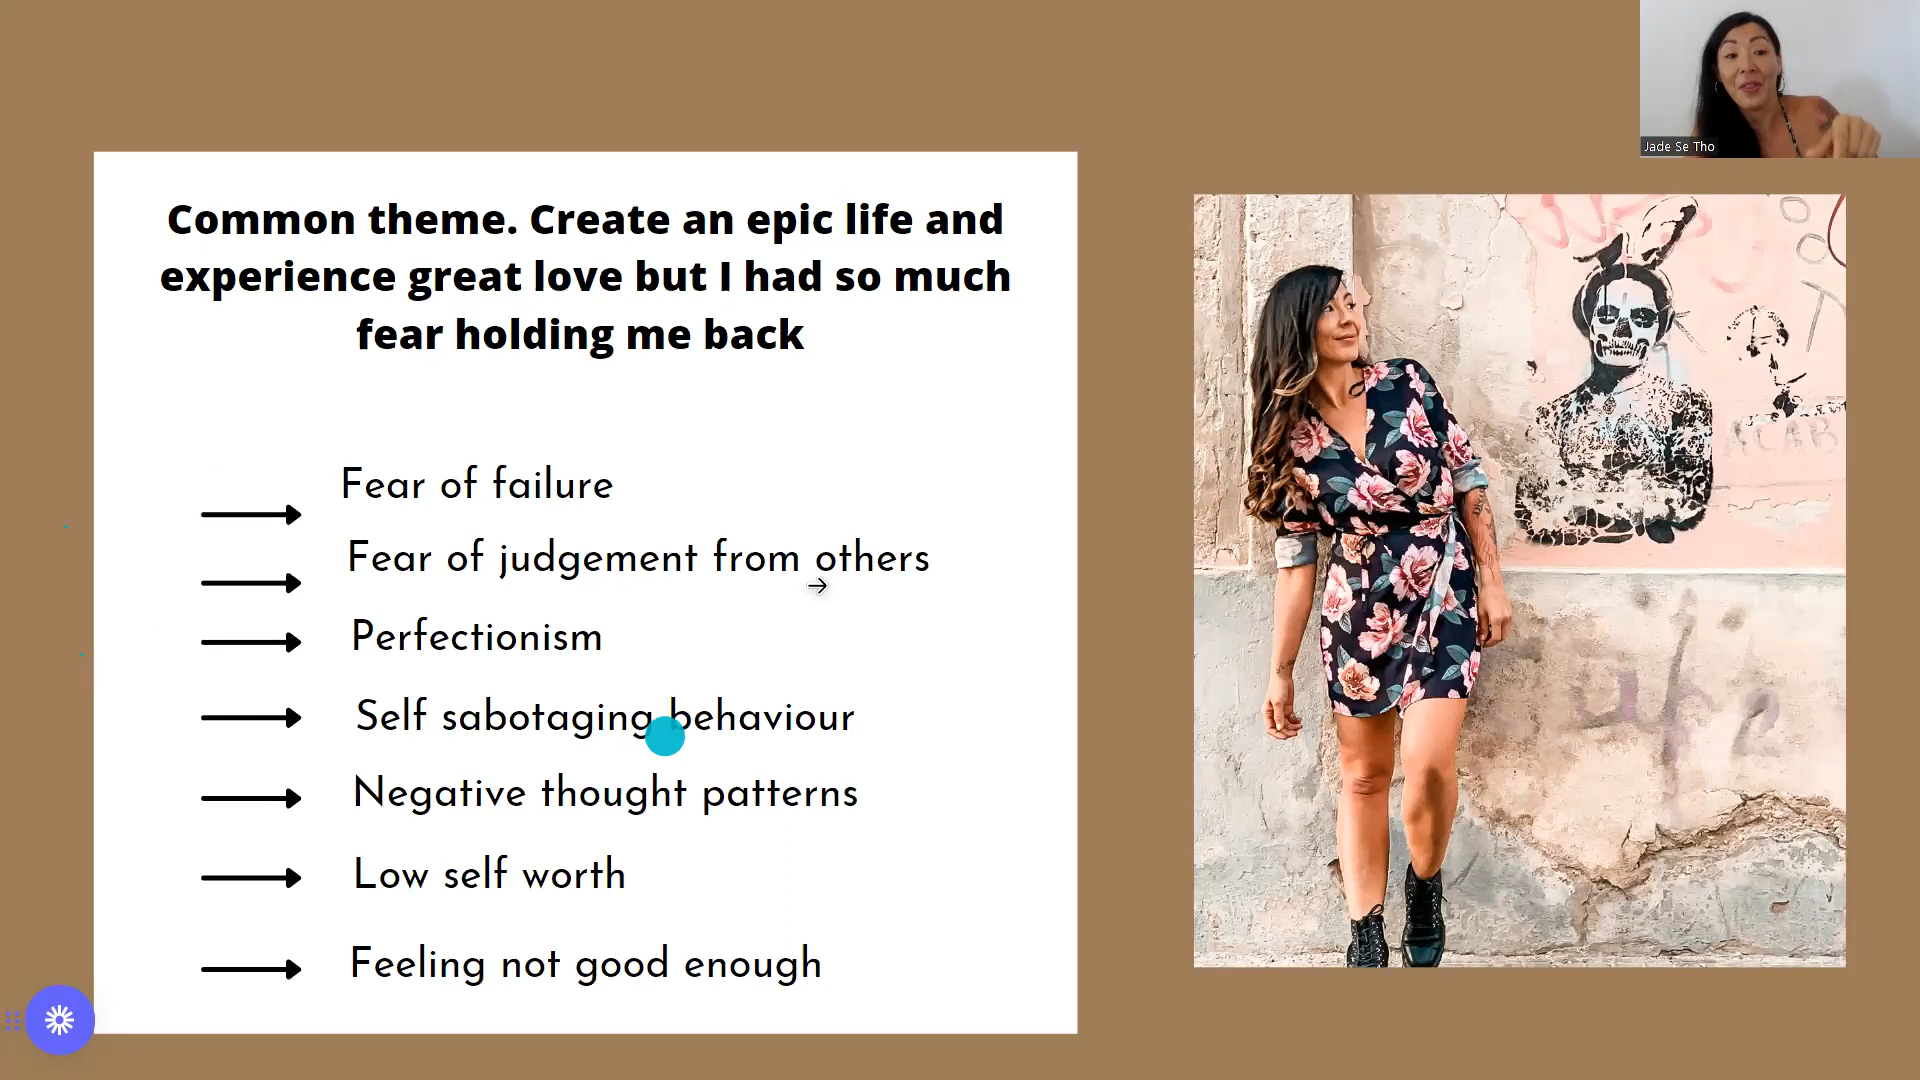 Jade Se Tho
Common theme. Create an epic life and
experience great love but I had so much
fear holding me back
Fear of failure
Fear of judgement from others
Perfectionism
Self sabotaging behaviour
Negative thought patterns
Low self worth
Feeling not good enough
ACAB
life